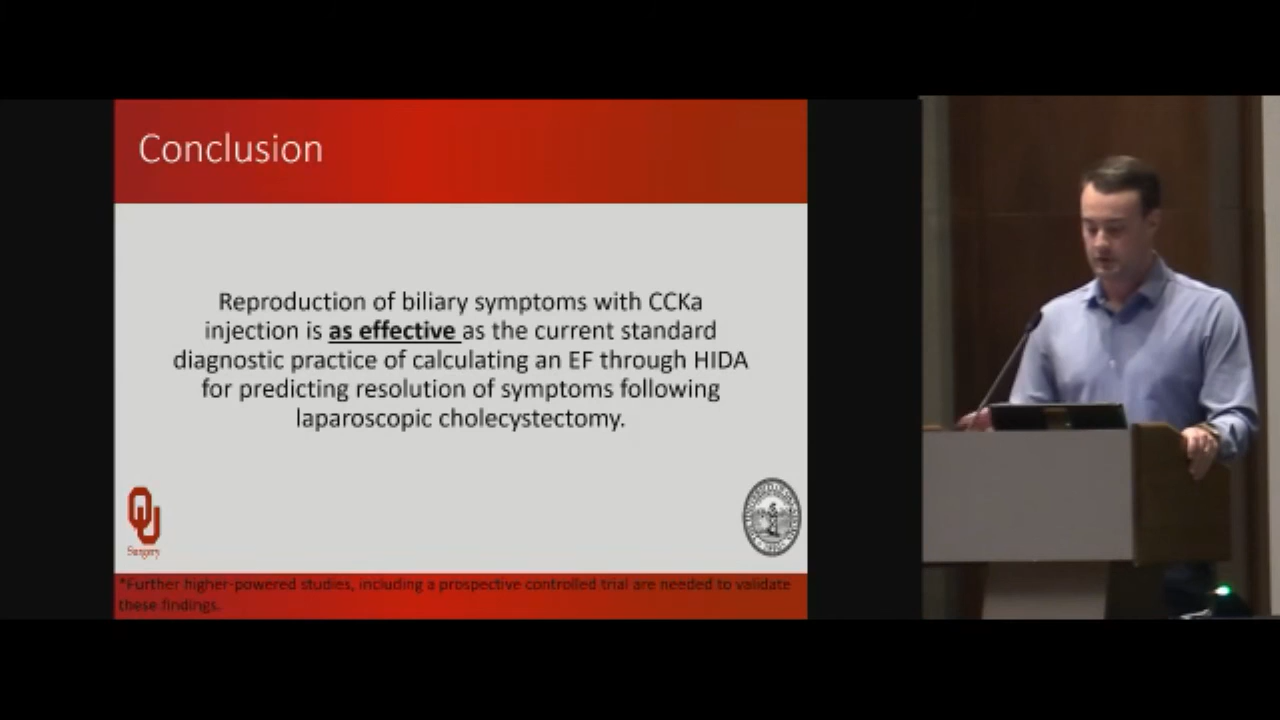 Conclusion
Reproduction of biliary symptoms with CCKa
injection is as effective as the current standard
diagnostic practice of calculating an EF through HIDA
for predicting resolution of symptoms following
laparoscopic cholecystectomy.
OU
Surgery
*Further higher-powered studies, including a prospective controlled trial are needed to validate
these findings.